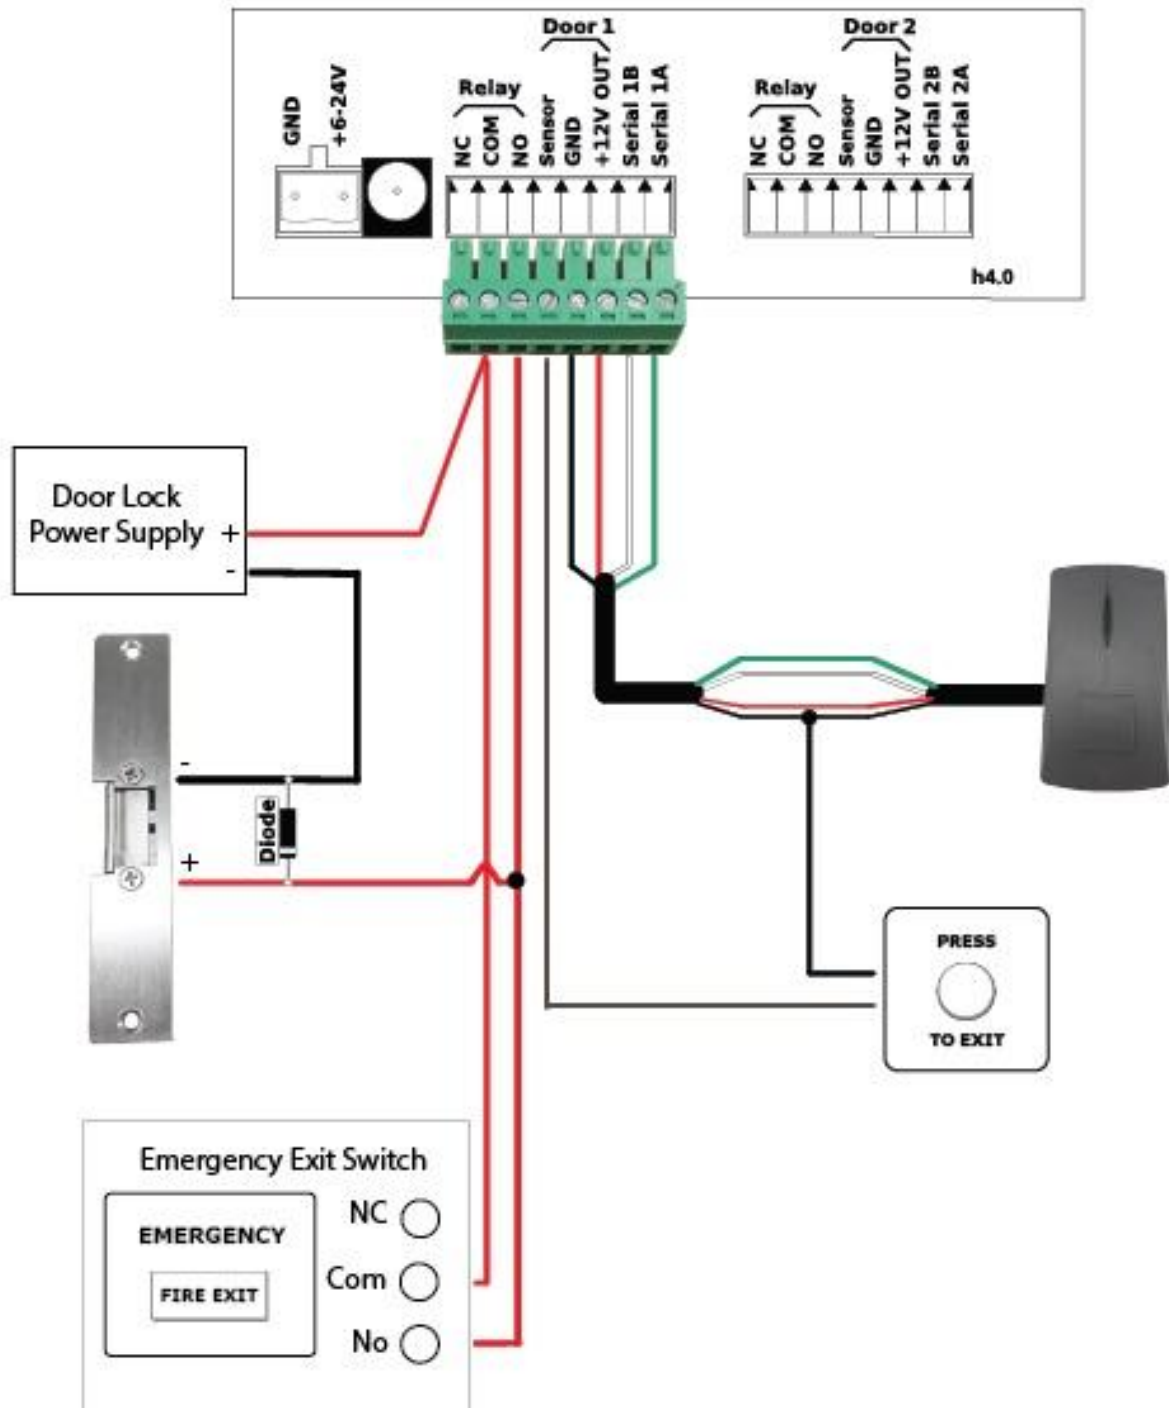 Door 1
Door 2
GND
+6-24V
Relay
NC
COM
NO
Sensor
GND
+12V OUT
Serial 1B
Serial 1A
Relay
NC
COM
NO
Sensor
GND
+12V OUT
Serial 2B
Serial 2A
h4.0
Door Lock
Power Supply +
-
-
Diode
+
PRESS
TO EXIT
Emergency Exit Switch
NC
EMERGENCY
Com
FIRE EXIT
No